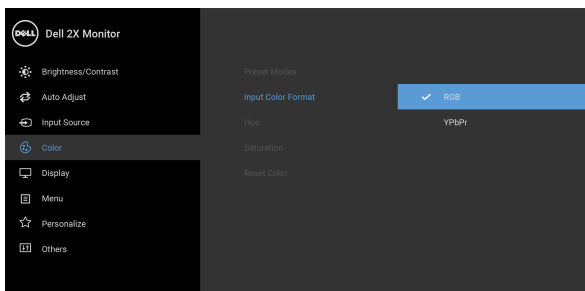 DELL Dell 2X Monitor
Brightness/Contrast
Auto Adjust
Input Source
Color
Display
Menu
Personalize
Others
Preset Modes
Input Color Format
Hue
Saturation
Reset Color
RGB
YPbPr